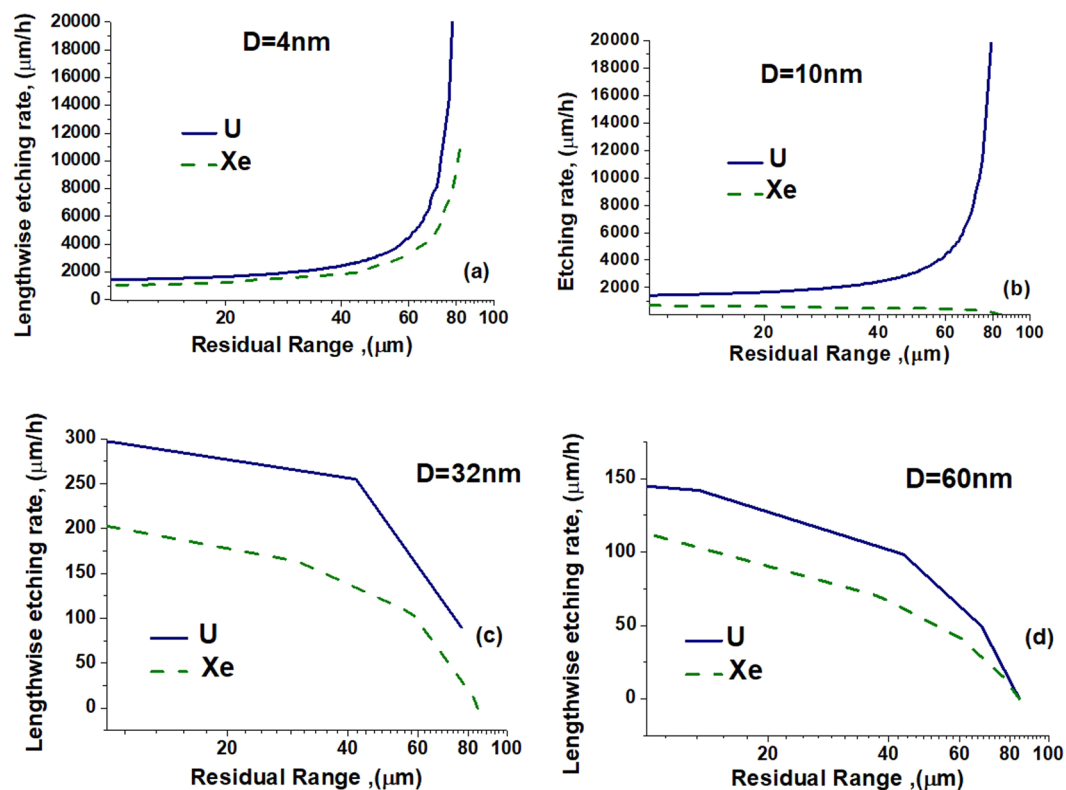 20000
18000
16000
14000
12000
10000
8000
6000
4000
2000
0
Lengthwise etching rate, (μm/h)
D=4nm
U
Xe
(a)
20 40 60 80 100
Residual Range ,(μm)
20000
18000
16000
14000
12000
10000
8000
6000
4000
2000
Etching rate, (μm/h)
D=10nm
U
Xe
(b)
20 40 60 80 100
Residual Range ,(μm)
300
250
200
150
100
50
0
Lengthwise etching rate, (μm/h)
D=32nm
U
Xe
(c)
20 40 60 80 100
Residual Range ,(μm)
150
100
50
0
Lengthwise etching rate, (μm/h)
D=60nm
U
Xe
(d)
20 40 60 80 100
Residual Range ,(μm)